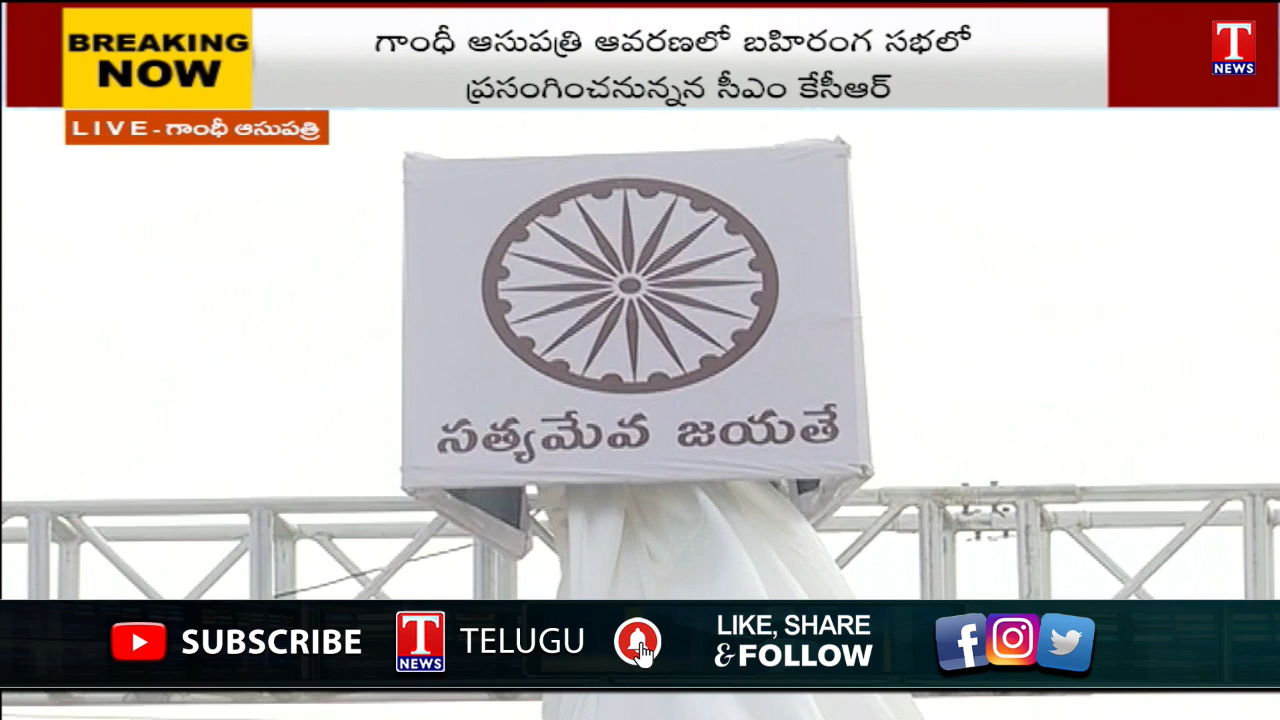 BREAKING
NOW
గాంధీ ఆసుపత్రి ఆవరణలో బహిరంగ సభలో
ప్రసంగించనున్నన సీఎం కేసీఆర్
T
NEWS
LIVE - గాంధీ ఆసుపత్రి
సత్యమేవ జయతే
SUBSCRIBE
T
NEWS
TELUGU
LIKE, SHARE
& FOLLOW